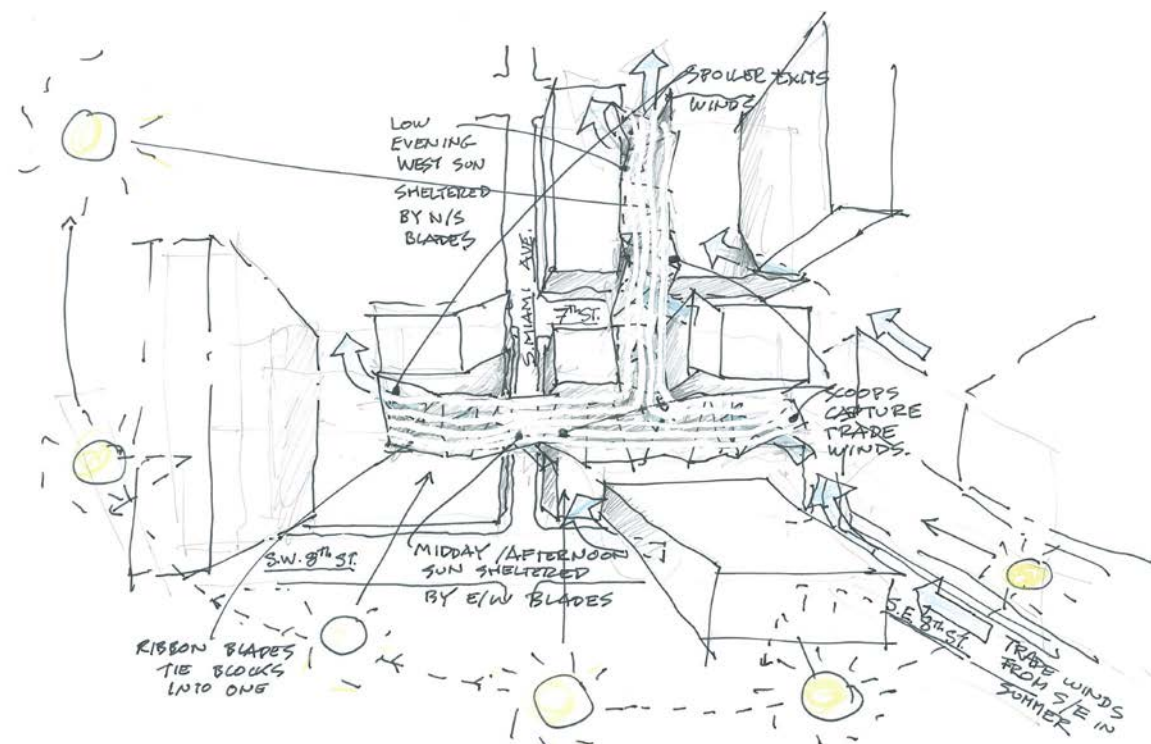 SPOILER EXITS
WINDS
LOW
EVENING
WEST SUN
SHELTERED
BY N/S
BLADES
S.MIAMI AVE.
7TH ST.
SCOOPS
CAPTURE
TRADE
WINDS.
S.W. 8TH ST.
MIDDAY/AFTERNOON
SUN SHELTERED
BY E/W BLADES
S.E. 8TH ST.
RIBBON BLADES
TIE BLOCKS
INTO ONE
TRADE WINDS
FROM S/E IN
SUMMER